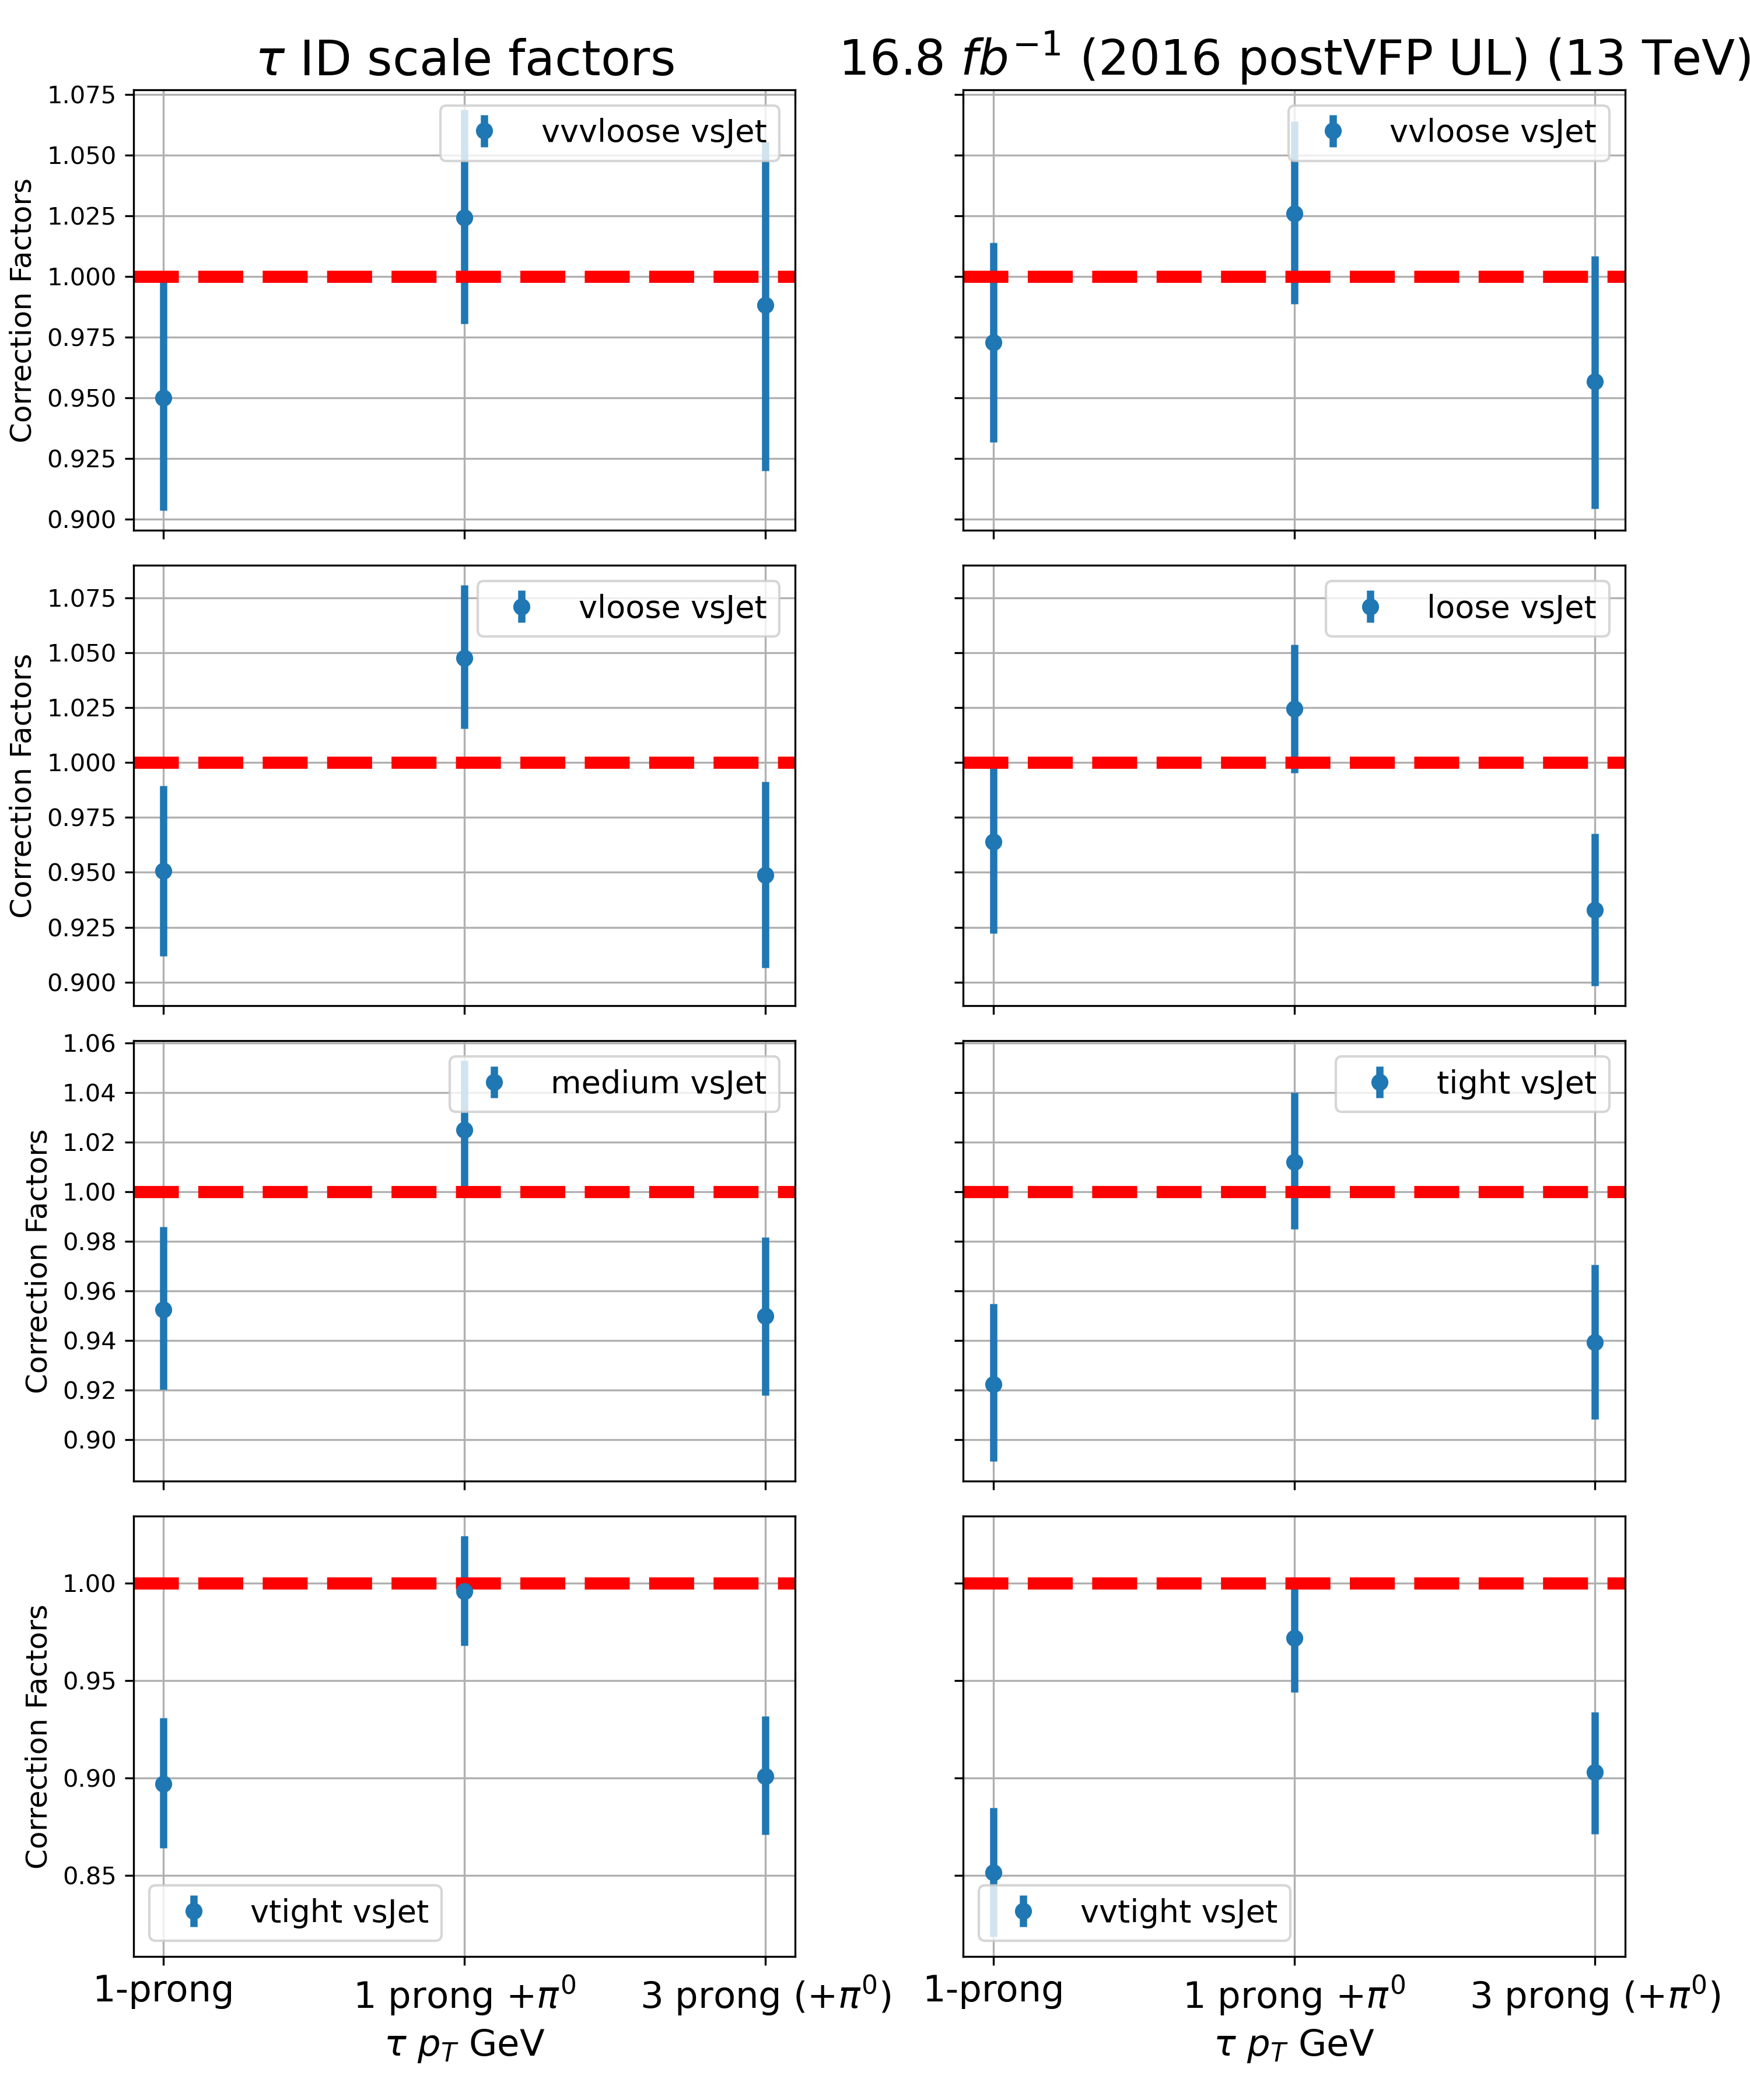 τ ID scale factors
16.8 fb⁻¹ (2016 postVFP UL) (13 TeV)
1.075
1.050
1.025
1.000
0.975
0.950
0.925
0.900
Correction Factors
vvvloose vsJet
vvloose vsJet
1.075
1.050
1.025
1.000
0.975
0.950
0.925
0.900
Correction Factors
vloose vsJet
loose vsJet
1.06
1.04
1.02
1.00
0.98
0.96
0.94
0.92
0.90
Correction Factors
medium vsJet
tight vsJet
1.00
0.95
0.90
0.85
Correction Factors
vtight vsJet
vvtight vsJet
1-prong
1 prong +π⁰
3 prong (+π⁰)
1-prong
1 prong +π⁰
3 prong (+π⁰)
τ p_T GeV
τ p_T GeV